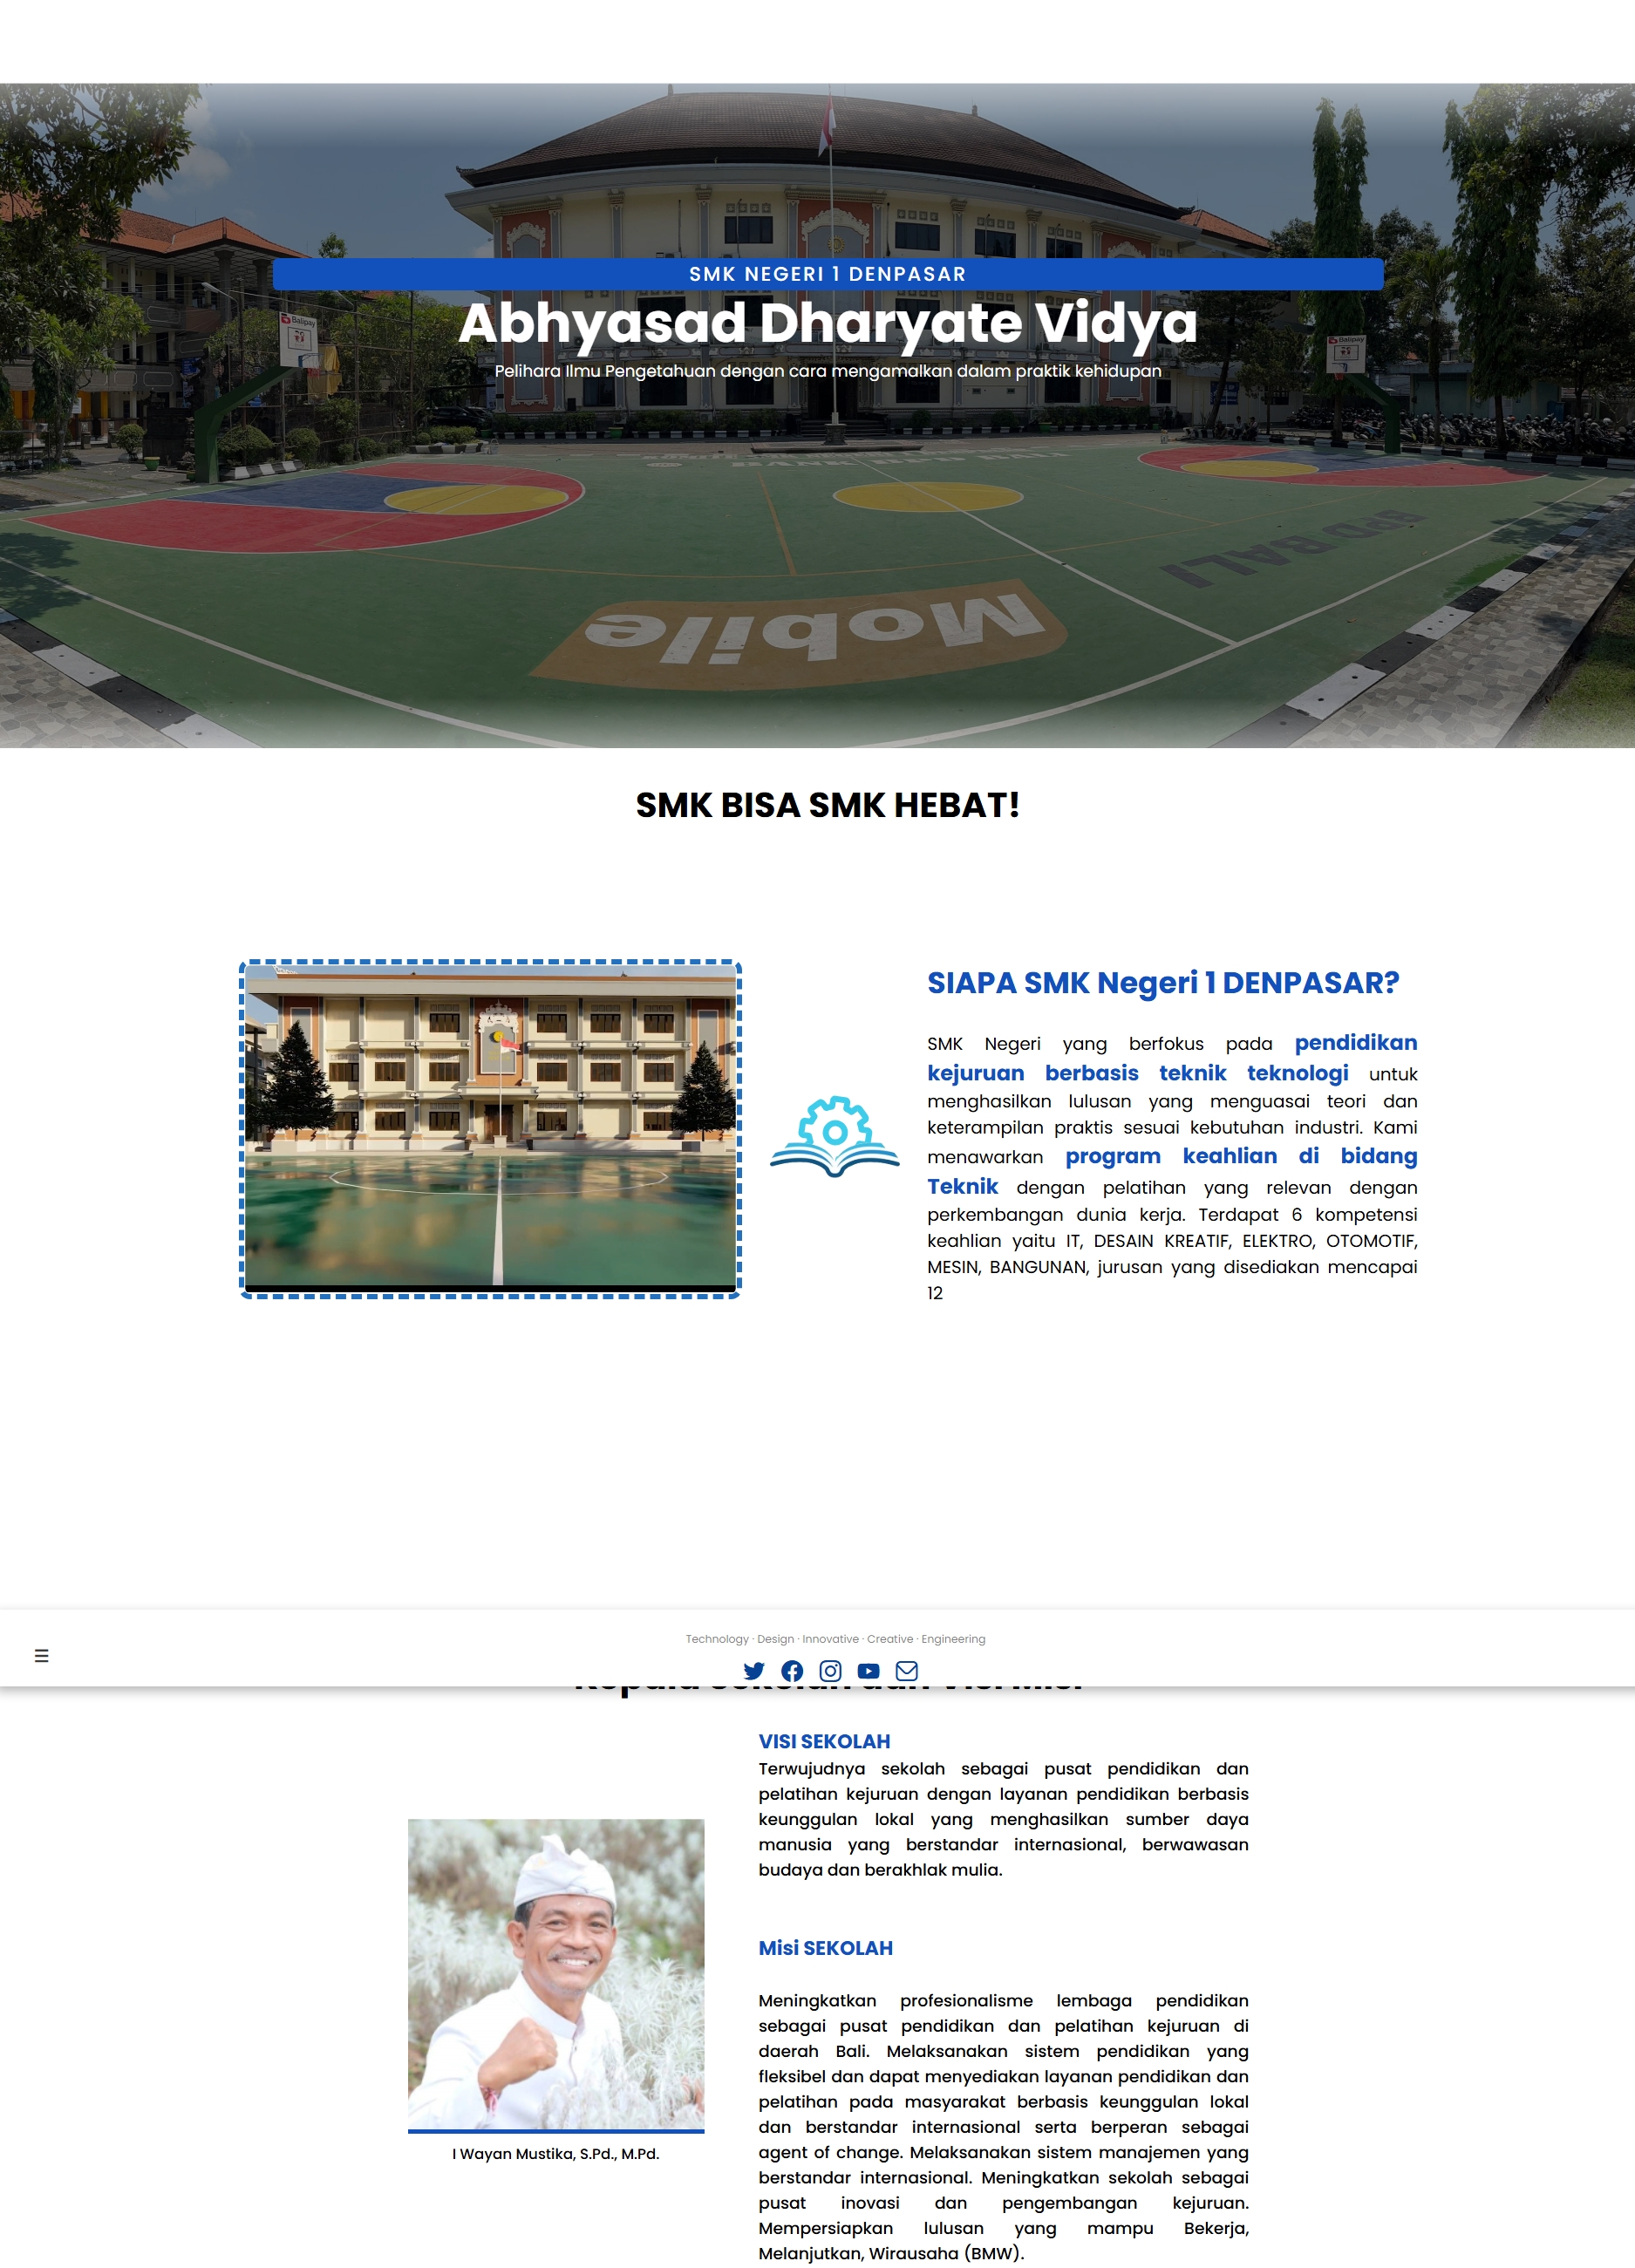 SMK NEGERI 1 DENPASAR
Abhyasad Dharyate Vidya
Pelihara Ilmu Pengetahuan dengan cara mengamalkan dalam praktik kehidupan
Balipay
Balipay
BPD BALI
Mobile
SMK BISA SMK HEBAT!
SIAPA SMK Negeri 1 DENPASAR?
SMK Negeri yang berfokus pada pendidikan
kejuruan berbasis teknik teknologi untuk
menghasilkan lulusan yang menguasai teori dan
keterampilan praktis sesuai kebutuhan industri. Kami
menawarkan program keahlian di bidang
Teknik dengan pelatihan yang relevan dengan
perkembangan dunia kerja. Terdapat 6 kompetensi
keahlian yaitu IT, DESAIN KREATIF, ELEKTRO, OTOMOTIF,
MESIN, BANGUNAN, jurusan yang disediakan mencapai
12
Technology · Design · Innovative · Creative · Engineering
Kepala Sekolah dan Visi Misi
VISI SEKOLAH
Terwujudnya sekolah sebagai pusat pendidikan dan
pelatihan kejuruan dengan layanan pendidikan berbasis
keunggulan lokal yang menghasilkan sumber daya
manusia yang berstandar internasional, berwawasan
budaya dan berakhlak mulia.
Misi SEKOLAH
Meningkatkan profesionalisme lembaga pendidikan
sebagai pusat pendidikan dan pelatihan kejuruan di
daerah Bali. Melaksanakan sistem pendidikan yang
fleksibel dan dapat menyediakan layanan pendidikan dan
pelatihan pada masyarakat berbasis keunggulan lokal
dan berstandar internasional serta berperan sebagai
agent of change. Melaksanakan sistem manajemen yang
berstandar internasional. Meningkatkan sekolah sebagai
pusat inovasi dan pengembangan kejuruan.
Mempersiapkan lulusan yang mampu Bekerja,
Melanjutkan, Wirausaha (BMW).
I Wayan Mustika, S.Pd., M.Pd.